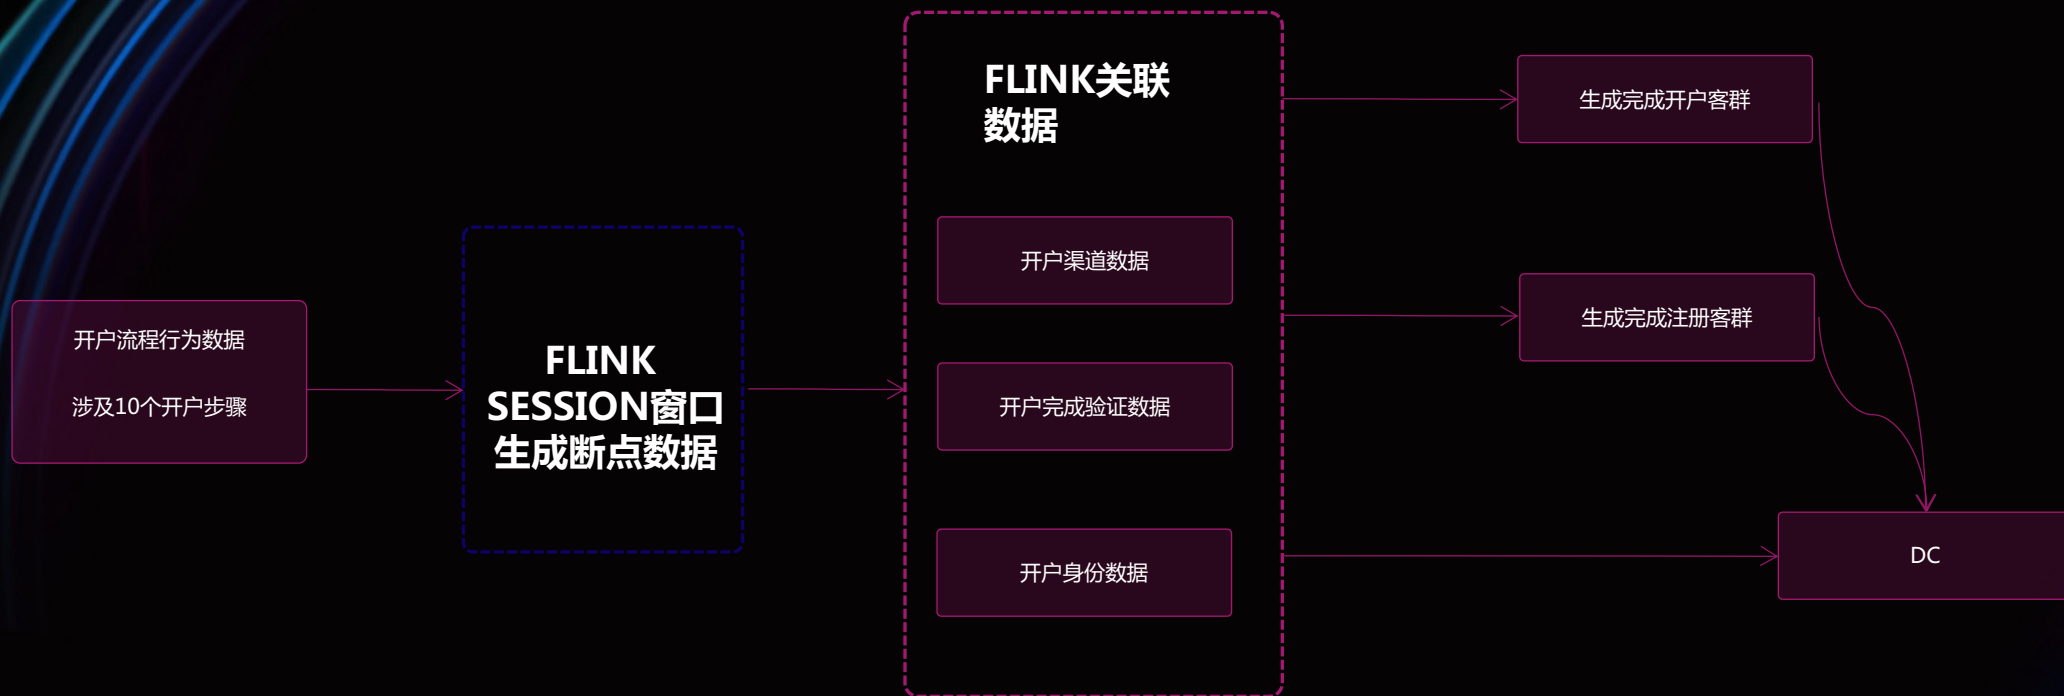 开户流程行为数据
涉及10个开户步骤
FLINK
SESSION窗口
生成断点数据
FLINK关联
数据
开户渠道数据
开户完成验证数据
开户身份数据
生成完成开户客群
生成完成注册客群
DC